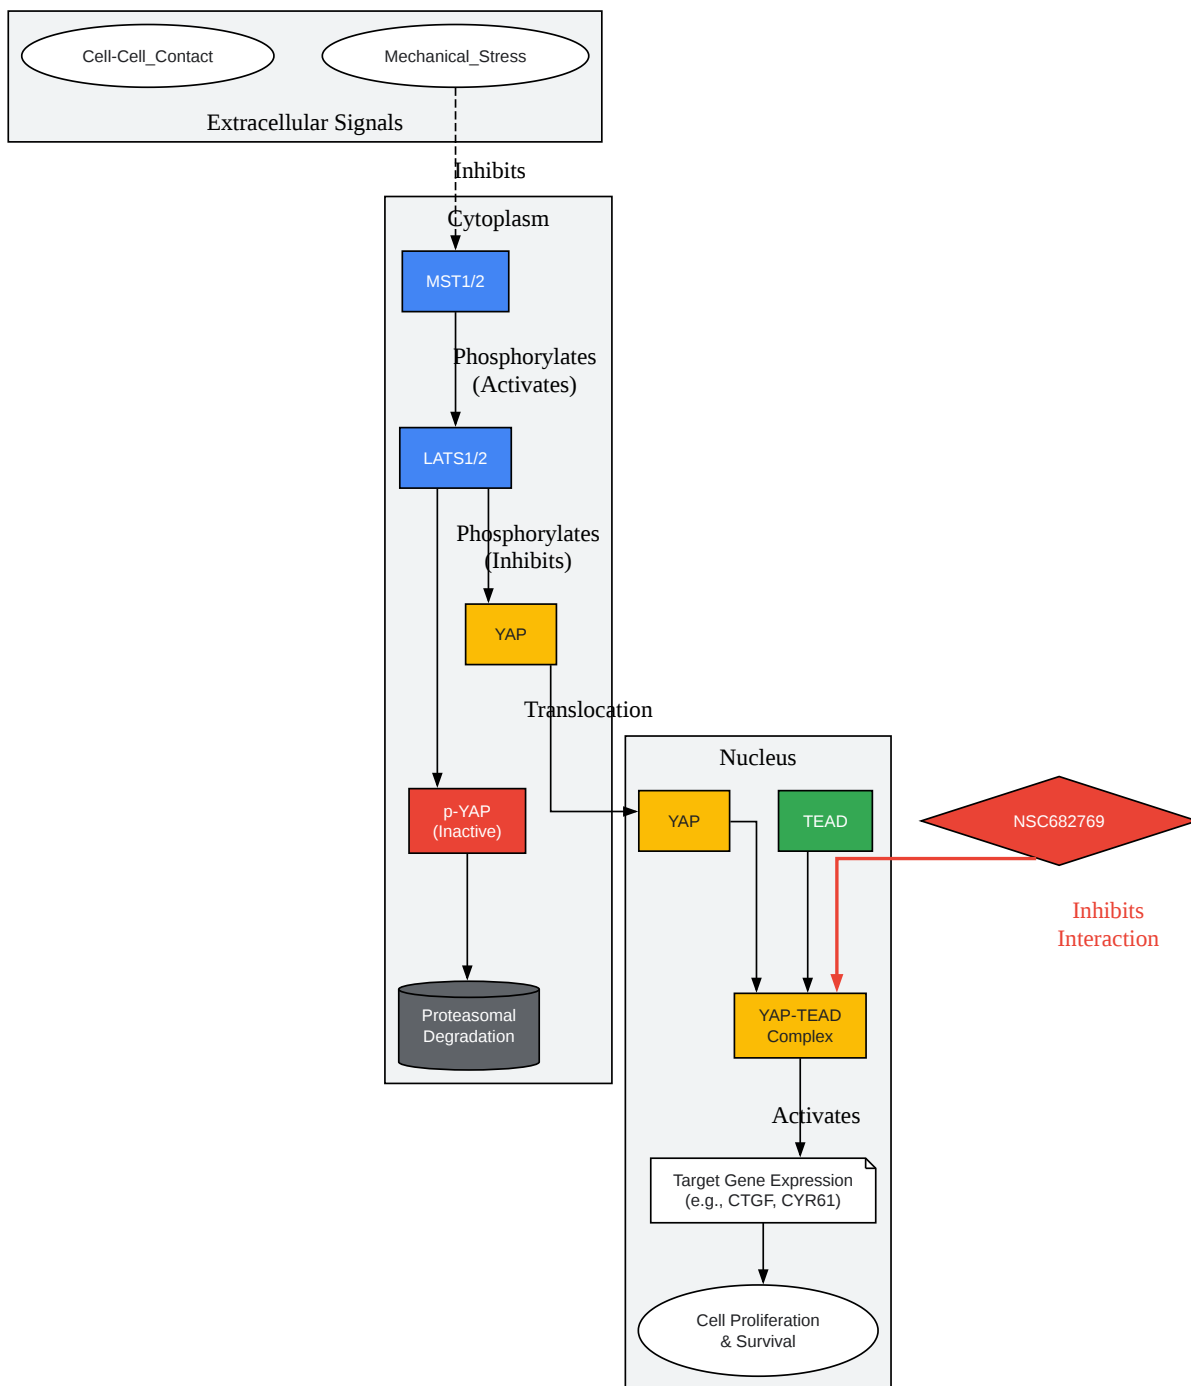 Cell-Cell_Contact
Mechanical_Stress
Extracellular Signals
Inhibits
Cytoplasm
MST1/2
Phosphorylates
(Activates)
LATS1/2
Phosphorylates
(Inhibits)
YAP
Translocation
Nucleus
p-YAP
(Inactive)
YAP
TEAD
NSC682769
Inhibits
Interaction
Proteasomal
Degradation
YAP-TEAD
Complex
Activates
Target Gene Expression
(e.g., CTGF, CYR61)
Cell Proliferation
& Survival